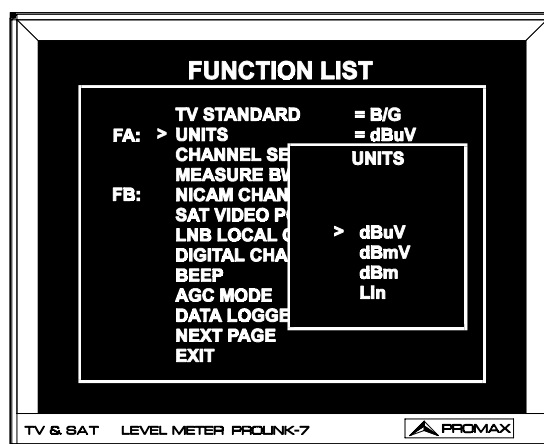 FUNCTION LIST
TV STANDARD = B/G
FA: > UNITS = dBuV
CHANNEL SE
MEASURE BW
FB: NICAM CHAN
SAT VIDEO PO
LNB LOCAL O
DIGITAL CHA
BEEP
AGC MODE
DATA LOGGE
NEXT PAGE
EXIT
UNITS
> dBuV
dBmV
dBm
LIn
TV & SAT LEVEL METER PROLINK-7
PROMAX